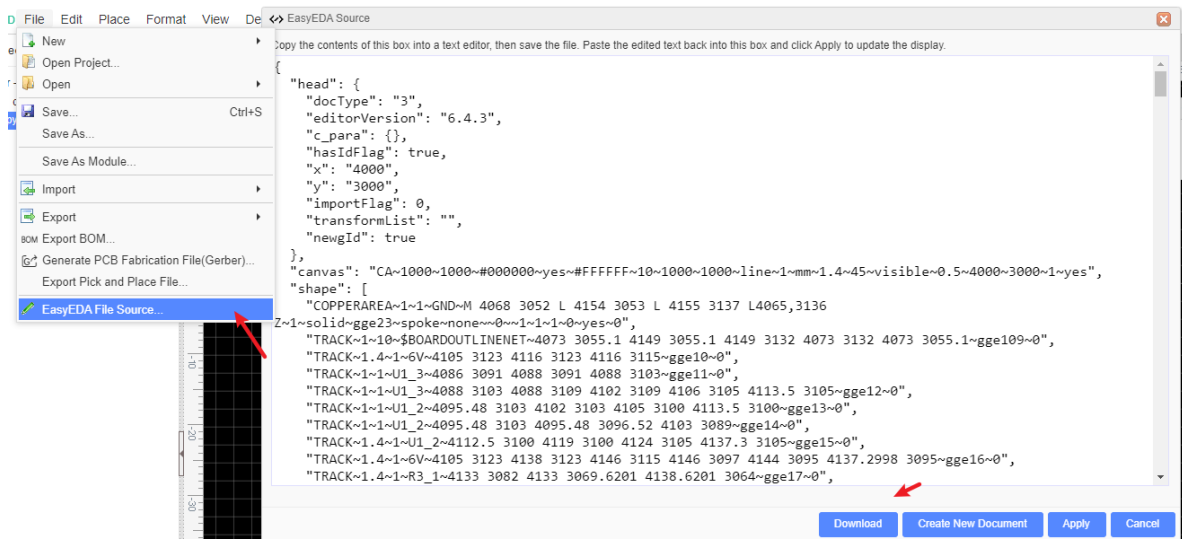 File Edit Place Format View De
New
Open Project...
Open
Save... Ctrl+S
Save As...
Save As Module...
Import
Export
BOM Export BOM...
Generate PCB Fabrication File(Gerber)...
Export Pick and Place File...
EasyEDA File Source...
-10
-20
-30
EasyEDA Source
Copy the contents of this box into a text editor, then save the file. Paste the edited text back into this box and click Apply to update the display.
{
"head": {
"docType": "3",
"editorVersion": "6.4.3",
"c_para": {},
"hasIdFlag": true,
"x": "4000",
"y": "3000",
"importFlag": 0,
"transformList": "",
"newgId": true
},
"canvas": "CA~1000~1000~#000000~yes~#FFFFFF~10~1000~1000~line~1~mm~1.4~45~visible~0.5~4000~3000~1~yes",
"shape": [
"COPPERAREA~1~1~GND~M 4068 3052 L 4154 3053 L 4155 3137 L4065,3136
Z~1~solid~gge23~spoke~none~~0~~1~1~1~0~yes~0",
"TRACK~1~10~$BOARDOUTLINENET~4073 3055.1 4149 3055.1 4149 3132 4073 3132 4073 3055.1~gge109~0",
"TRACK~1.4~1~6V~4105 3123 4116 3123 4116 3115~gge10~0",
"TRACK~1~1~U1_3~4086 3091 4088 3091 4088 3103~gge11~0",
"TRACK~1~1~U1_3~4088 3103 4088 3109 4102 3109 4106 3105 4113.5 3105~gge12~0",
"TRACK~1~1~U1_2~4095.48 3103 4102 3103 4105 3100 4113.5 3100~gge13~0",
"TRACK~1~1~U1_2~4095.48 3103 4095.48 3096.52 4103 3089~gge14~0",
"TRACK~1.4~1~U1_2~4112.5 3100 4119 3100 4124 3105 4137.3 3105~gge15~0",
"TRACK~1.4~1~6V~4105 3123 4138 3123 4146 3115 4146 3097 4144 3095 4137.2998 3095~gge16~0",
"TRACK~1.4~1~R3_1~4133 3082 4133 3069.6201 4138.6201 3064~gge17~0",
Download Create New Document Apply Cancel